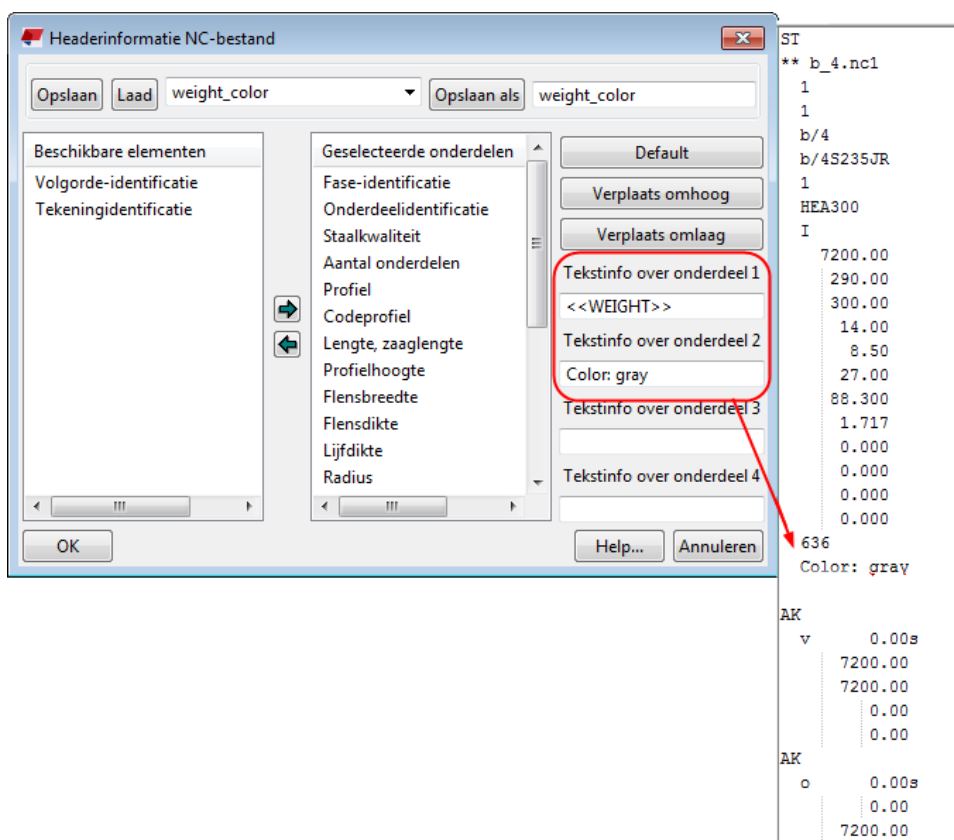 Headerinformatie NC-bestand
Opslaan Laad weight_color Opslaan als weight_color
Beschikbare elementen
Volgorde-identificatie
Tekeningidentificatie
Geselecteerde onderdelen
Fase-identificatie
Onderdeelidentificatie
Staalkwaliteit
Aantal onderdelen
Profiel
Codeprofiel
Lengte, zaaglengte
Profielhoogte
Flensbreedte
Flensdikte
Lijfdikte
Radius
Default
Verplaats omhoog
Verplaats omlaag
Tekstinfo over onderdeel 1
<<WEIGHT>>
Tekstinfo over onderdeel 2
Color: gray
Tekstinfo over onderdeel 3
Tekstinfo over onderdeel 4
OK
Help... Annuleren
ST
** b_4.nc1
1
1
b/4
b/4S235JR
1
HEA300
I
7200.00
290.00
300.00
14.00
8.50
27.00
88.300
1.717
0.000
0.000
0.000
0.000
636
Color: gray
AK
v 0.00s
7200.00
7200.00
0.00
0.00
AK
o 0.00s
0.00
7200.00